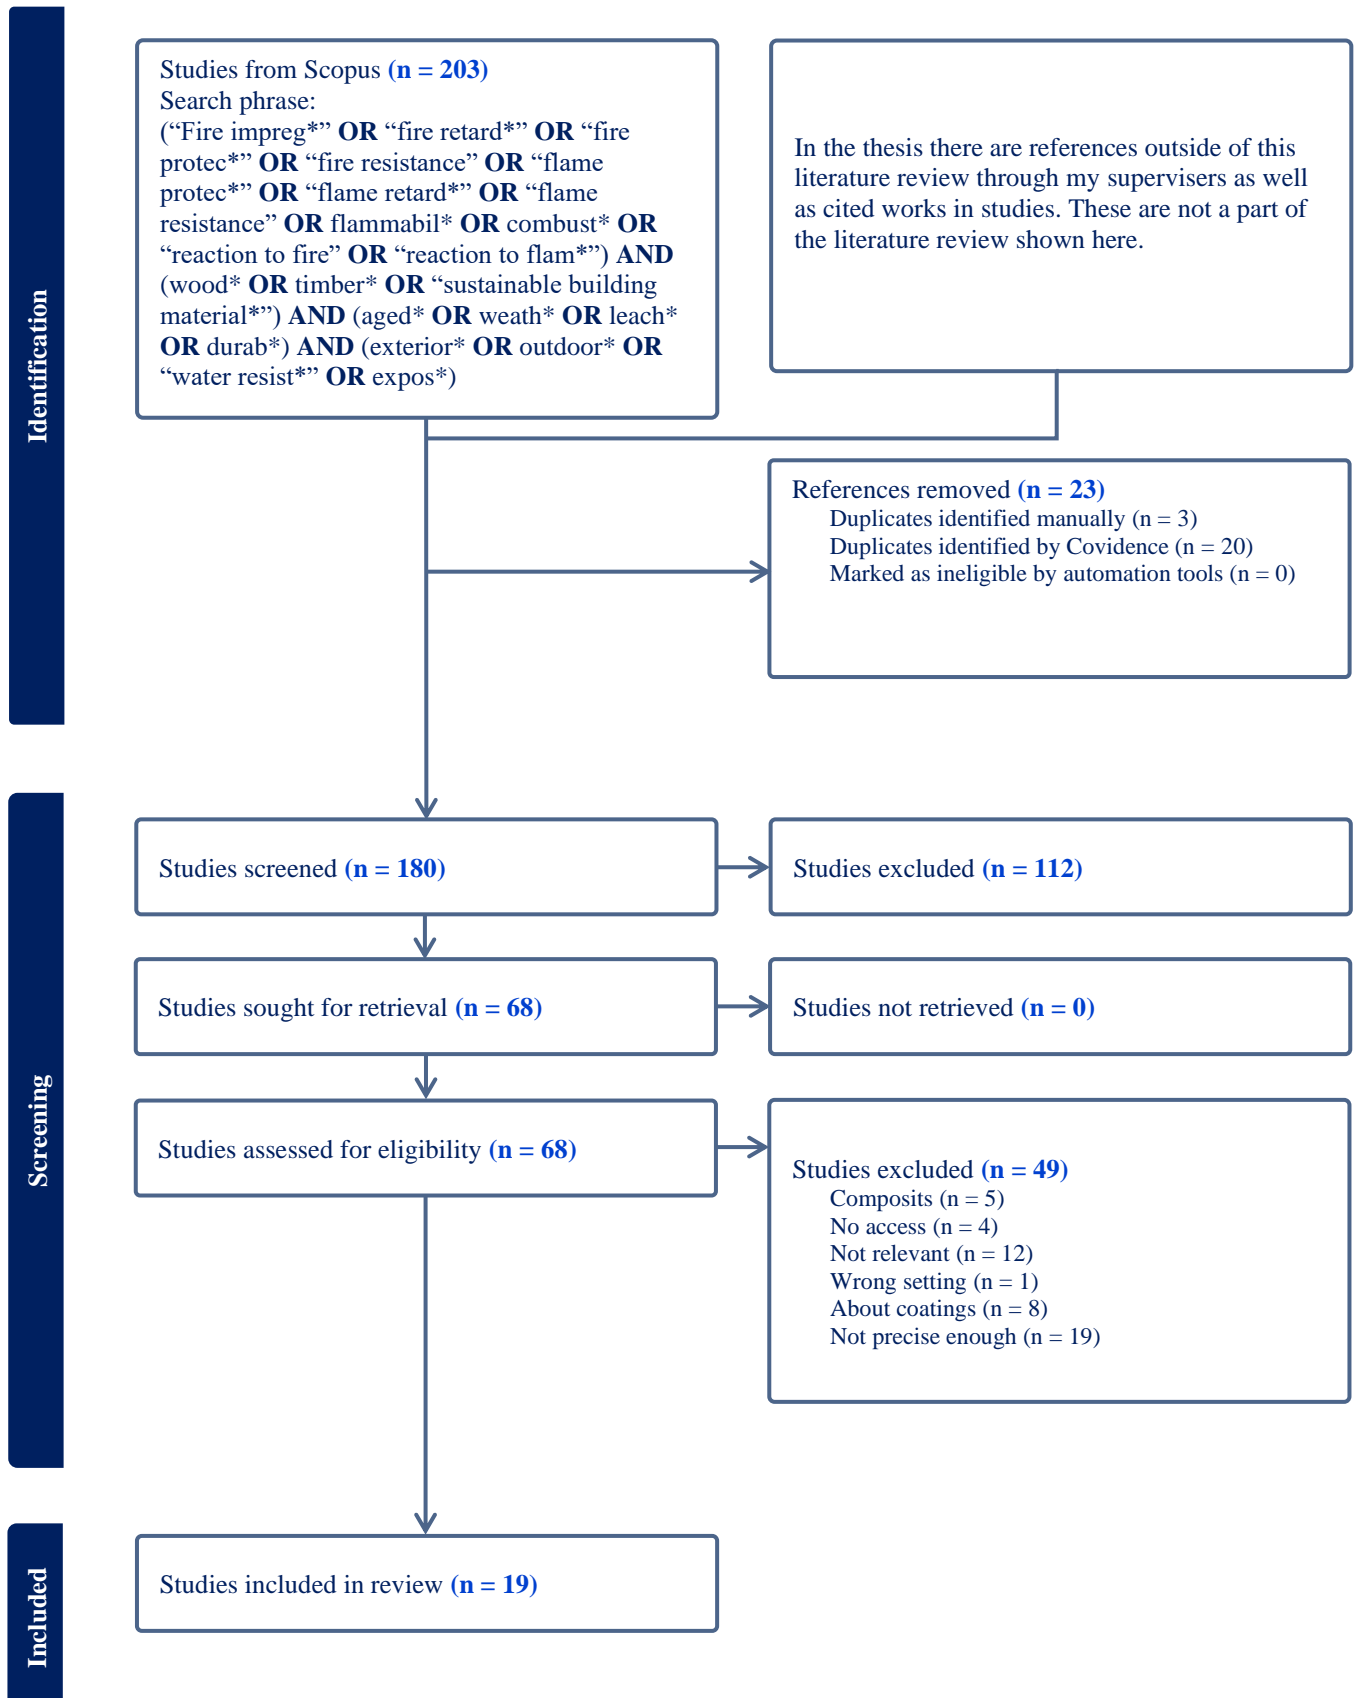 Identification
Studies from Scopus (n = 203)
Search phrase:
(“Fire impreg*” OR “fire retard*” OR “fire
protec*” OR “fire resistance” OR “flame
protec*” OR “flame retard*” OR “flame
resistance” OR flammabil* OR combust* OR
“reaction to fire” OR “reaction to flam*”) AND
(wood* OR timber* OR “sustainable building
material*”) AND (aged* OR weath* OR leach*
OR durab*) AND (exterior* OR outdoor* OR
“water resist*” OR expos*)
In the thesis there are references outside of this
literature review through my supervisers as well
as cited works in studies. These are not a part of
the literature review shown here.
References removed (n = 23)
Duplicates identified manually (n = 3)
Duplicates identified by Covidence (n = 20)
Marked as ineligible by automation tools (n = 0)
Screening
Studies screened (n = 180)
Studies excluded (n = 112)
Studies sought for retrieval (n = 68)
Studies not retrieved (n = 0)
Studies assessed for eligibility (n = 68)
Studies excluded (n = 49)
Composits (n = 5)
No access (n = 4)
Not relevant (n = 12)
Wrong setting (n = 1)
About coatings (n = 8)
Not precise enough (n = 19)
Included
Studies included in review (n = 19)